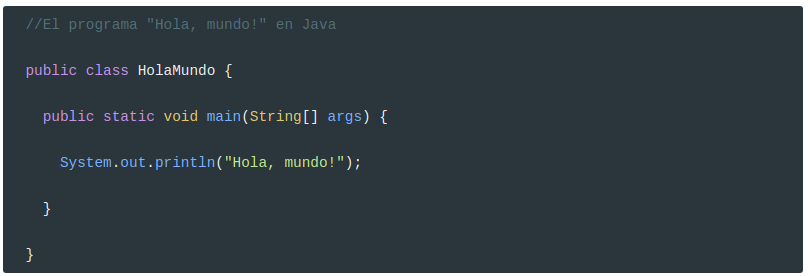 //El programa "Hola, mundo!" en Java
public class HolaMundo {
public static void main(String[] args) {
System.out.println("Hola, mundo!");
}
}